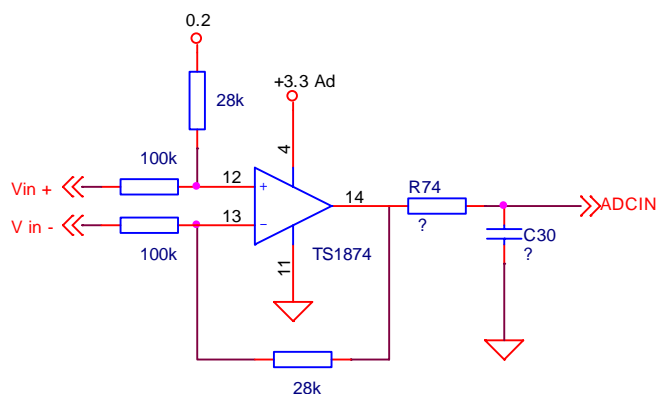 0.2
+3.3 Ad
28k
4
100k
12
14
R74
Vin +
+
ADCIN
13
?
V in -
-
C30
100k
11
TS1874
?
28k